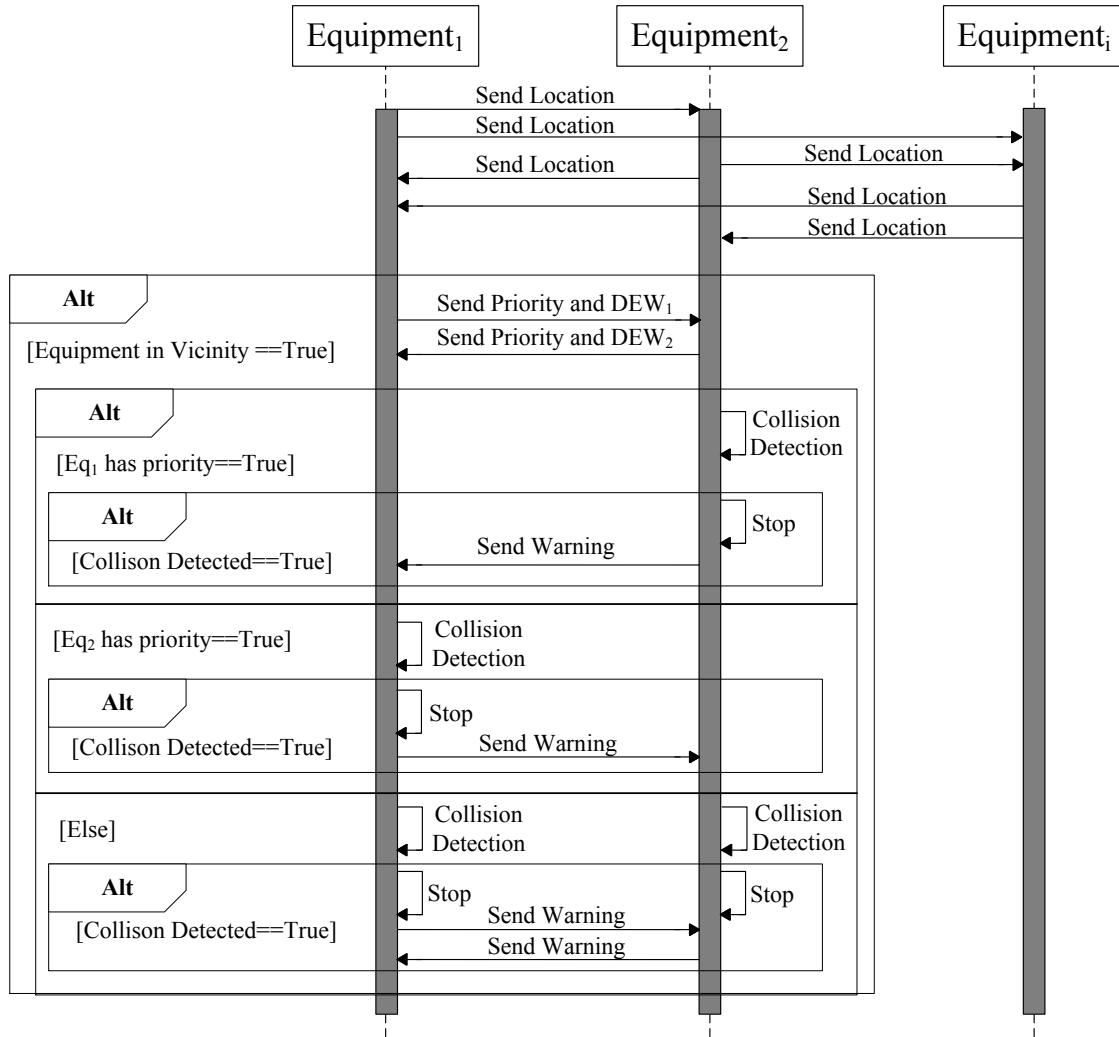 Equipment₁ Equipment₂ Equipmentᵢ
Send Location
Send Location
Send Location
Send Location
Send Location
Send Location
Alt
Send Priority and DEW₁
[Equipment in Vicinity ==True]
Send Priority and DEW₂
Alt
Collision
Detection
[Eq₁ has priority==True]
Alt
Stop
Send Warning
[Collison Detected==True]
[Eq₂ has priority==True]
Collision
Detection
Alt
Stop
[Collison Detected==True]
Send Warning
[Else]
Collision
Detection
Collision
Detection
Alt
Stop
Stop
[Collison Detected==True]
Send Warning
Send Warning